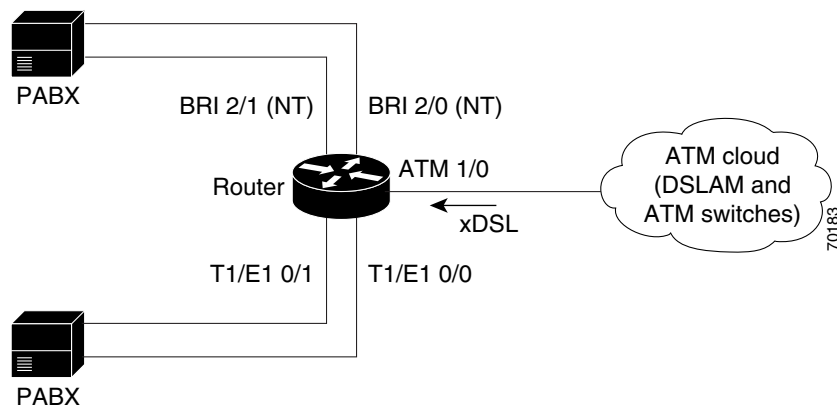 PABX
BRI 2/1 (NT)
BRI 2/0 (NT)
Router
ATM 1/0
xDSL
ATM cloud
(DSLAM and
ATM switches)
70183
T1/E1 0/1
T1/E1 0/0
PABX